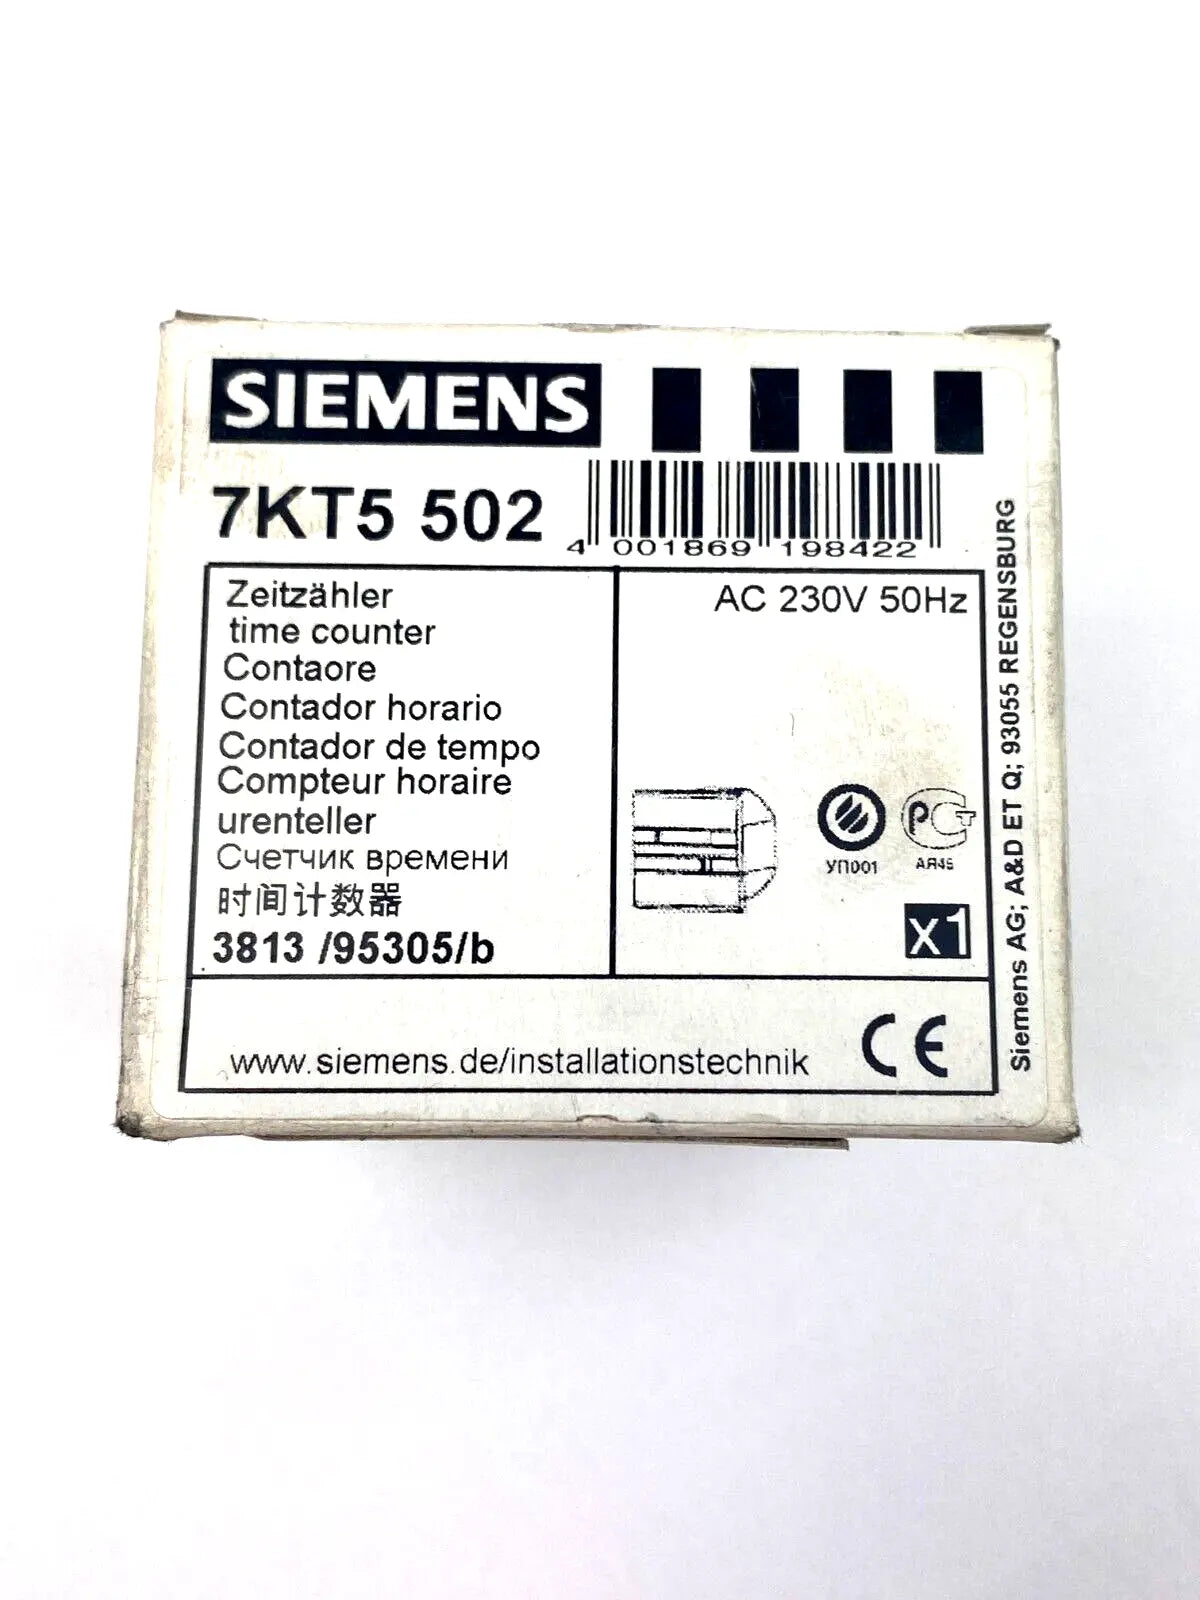 SIEMENS
7KT5 502
4 001869 198422
Zeitzähler
time counter
Contaore
Contador horario
Contador de tempo
Compteur horaire
urenteller
Счетчик времени
时间计数器
3813 /95305/b
AC 230V 50Hz
УП001
РСТ
АЯ45
x1
www.siemens.de/installationstechnik
CE
Siemens AG; A&D ET Q; 93055 REGENSBURG